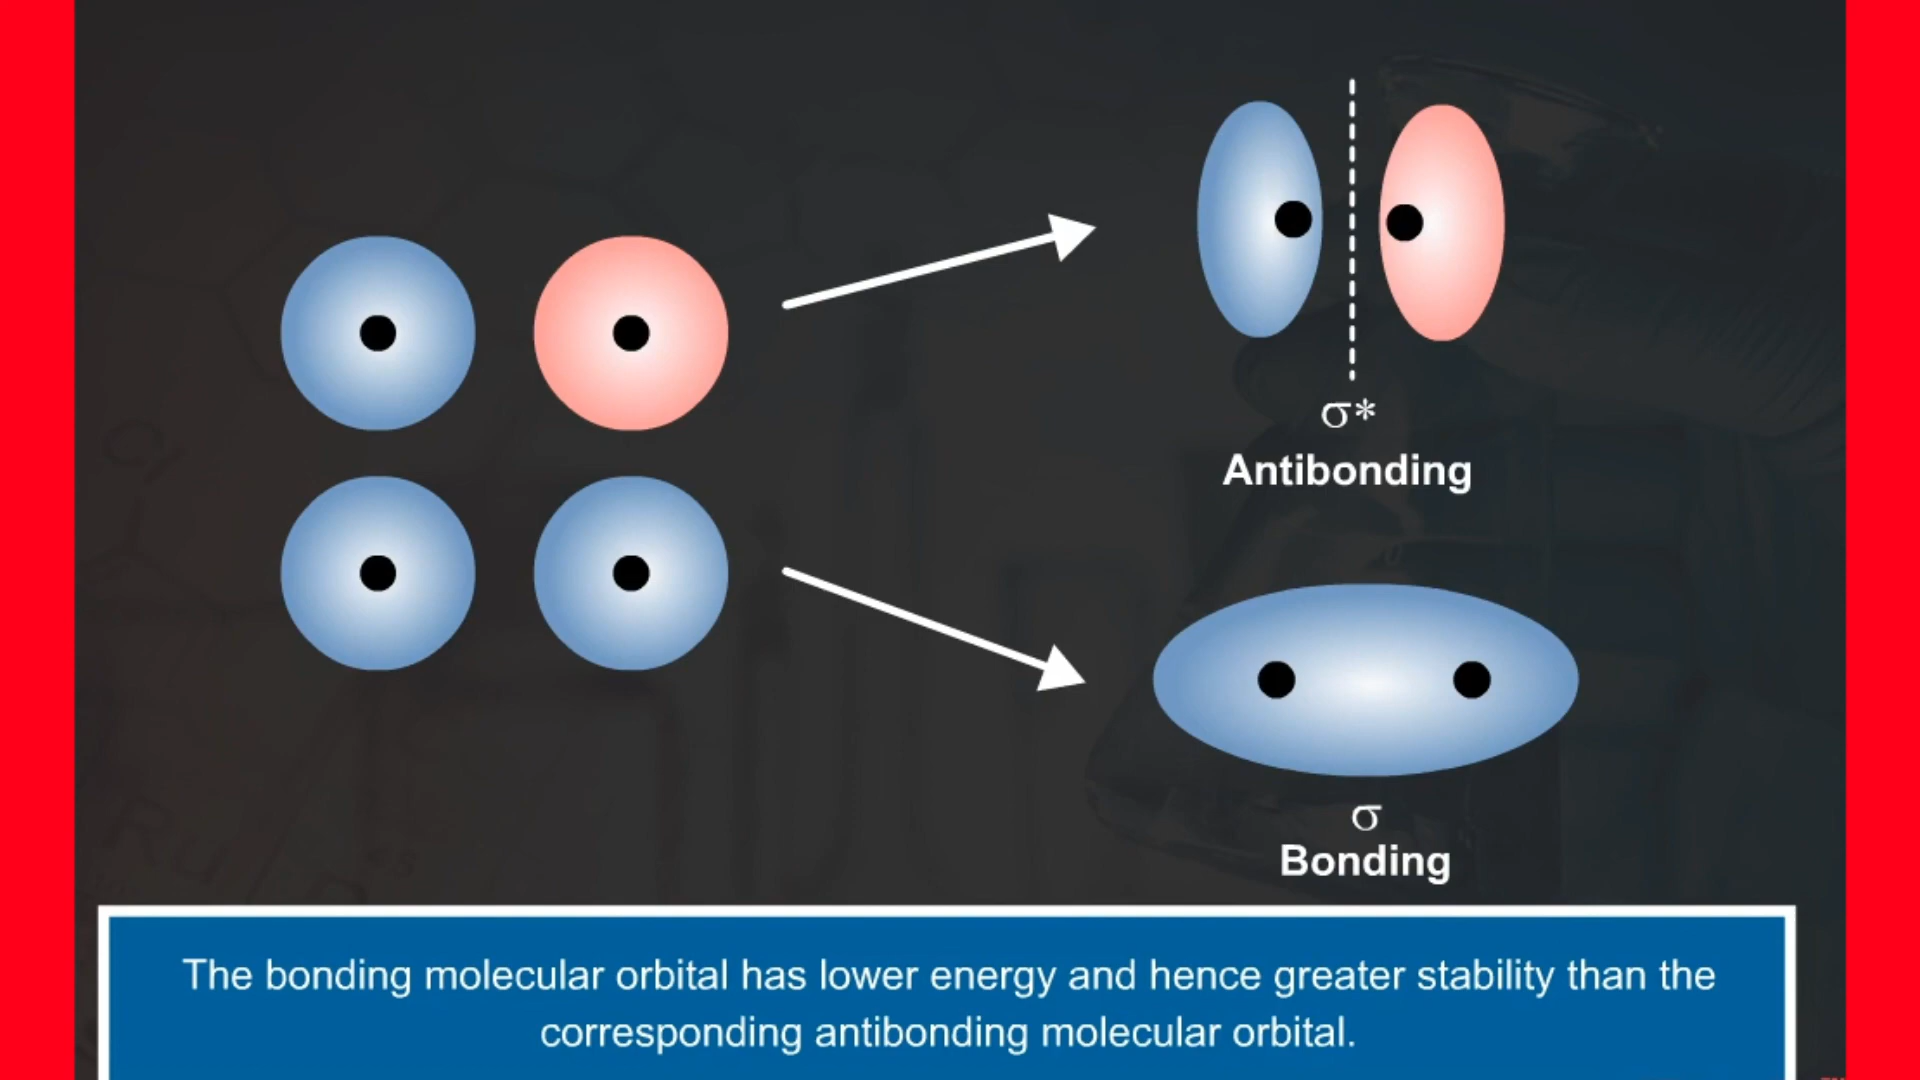 σ*
Antibonding
σ
Bonding
The bonding molecular orbital has lower energy and hence greater stability than the
corresponding antibonding molecular orbital.